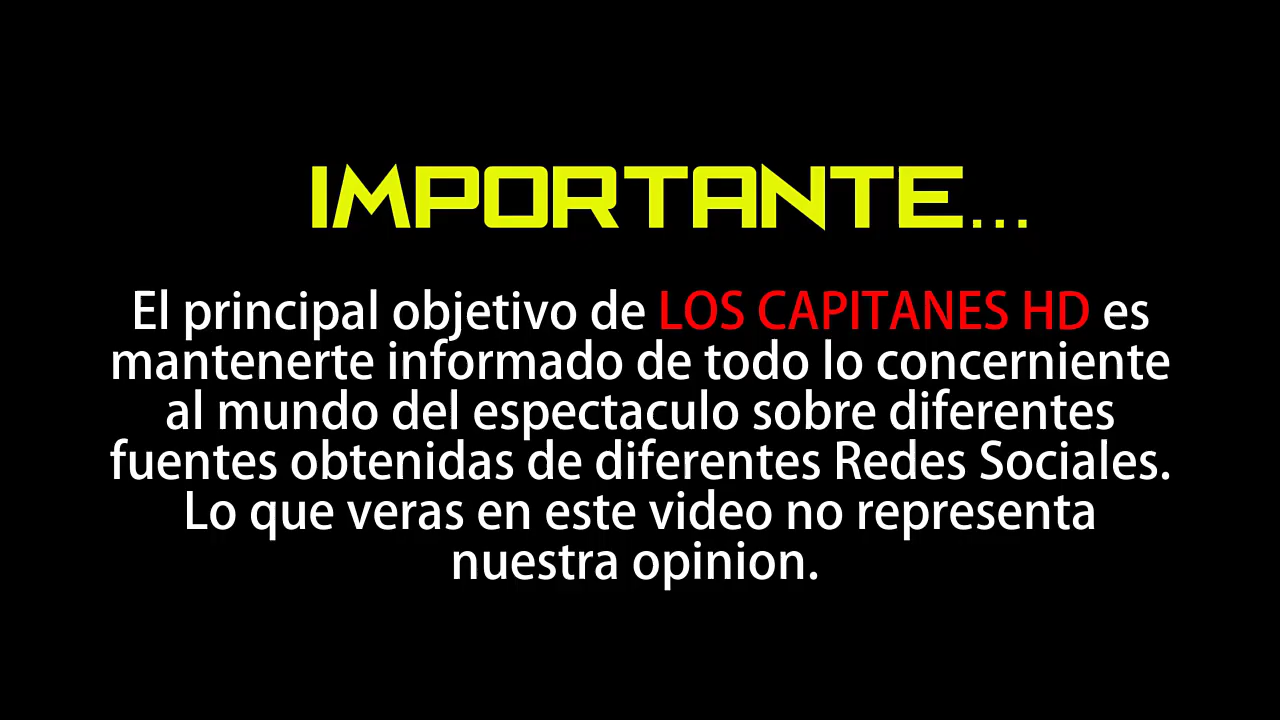 IMPORTANTE...
El principal objetivo de LOS CAPITANES HD es
mantenerte informado de todo lo concerniente
al mundo del espectaculo sobre diferentes
fuentes obtenidas de diferentes Redes Sociales.
Lo que veras en este video no representa
nuestra opinion.